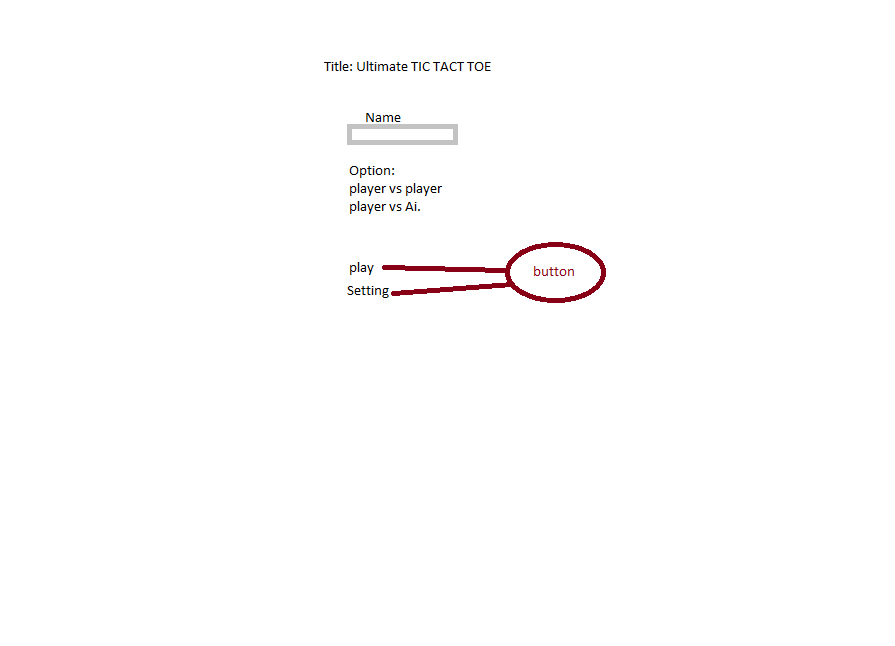 Title: Ultimate TIC TACT TOE
Name
Option:
player vs player
player vs Ai.
play
button
Setting